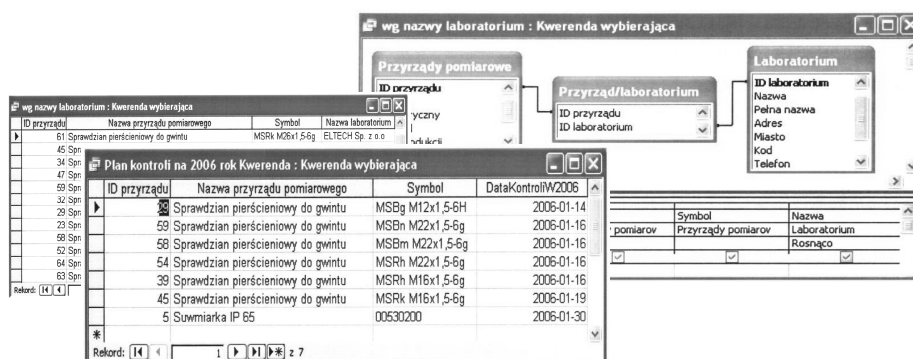 wg nazwy laboratorium : Kwerenda wybierająca
Przyrządy pomiarowe
ID przyrządu
ryczny
l
odukcji
Przyrząd/laboratorium
ID przyrządu
ID laboratorium
Laboratorium
ID laboratorium
Nazwa
Pełna nazwa
Adres
Miasto
Kod
Telefon
Symbol Nazwa
pomiarov Przyrządy pomiarov Laboratorium
Rosnąco
wg nazwy laboratorium : Kwerenda wybierająca
ID przyrządu Nazwa przyrządu pomiarowego Symbol Nazwa laboratorium
61 Sprawdzian pierścieniowy do gwintu MSRk M26x1,5-6g ELTECH Sp. z o.o
45 Spr
34 Spr
47 Spr
59 Spr
32 Spr
29 Spr
23 Spr
58 Spr
52 Spr
64 Spr
63 Spr
Rekord:
Plan kontroli na 2006 rok Kwerenda : Kwerenda wybierająca
ID przyrządu Nazwa przyrządu pomiarowego Symbol DataKontroliW2006
Sprawdzian pierścieniowy do gwintu MSBg M12x1,5-6H 2006-01-14
59 Sprawdzian pierścieniowy do gwintu MSBn M22x1,5-6g 2006-01-16
58 Sprawdzian pierścieniowy do gwintu MSBm M22x1,5-6g 2006-01-16
54 Sprawdzian pierścieniowy do gwintu MSRh M22x1,5-6g 2006-01-16
39 Sprawdzian pierścieniowy do gwintu MSRh M16x1,5-6g 2006-01-16
45 Sprawdzian pierścieniowy do gwintu MSRk M16x1,5-6g 2006-01-19
5 Suwmiarka IP 65 00530200 2006-01-30
Rekord: 1 z 7